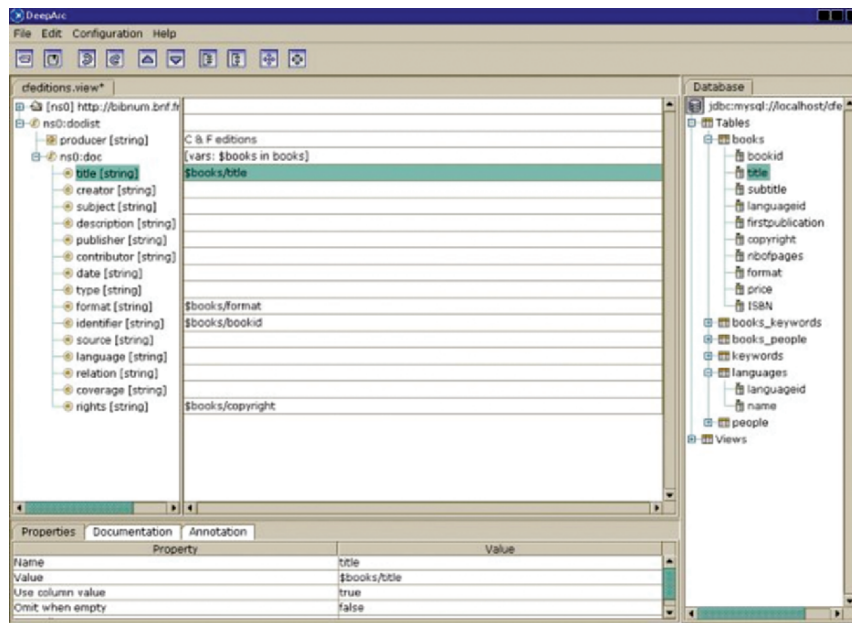 DeepArc
File Edit Configuration Help
cfeditions.view*
[ns0] http://bibnum.bnf.fr
ns0:dodist
producer [string] C & F editions
ns0:doc [vars: $books in books]
title [string] $books/title
creator [string]
subject [string]
description [string]
publisher [string]
contributor [string]
date [string]
type [string]
format [string] $books/format
identifier [string] $books/bookid
source [string]
language [string]
relation [string]
coverage [string]
rights [string] $books/copyright
Database
jdbc:mysql://localhost/cfe
Tables
books
bookid
title
subtitle
languageid
firstpublication
copyright
nbofpages
format
price
ISBN
books_keywords
books_people
keywords
languages
languageid
name
people
Views
Properties Documentation Annotation
Property Value
Name title
Value $books/title
Use column value true
Omit when empty false